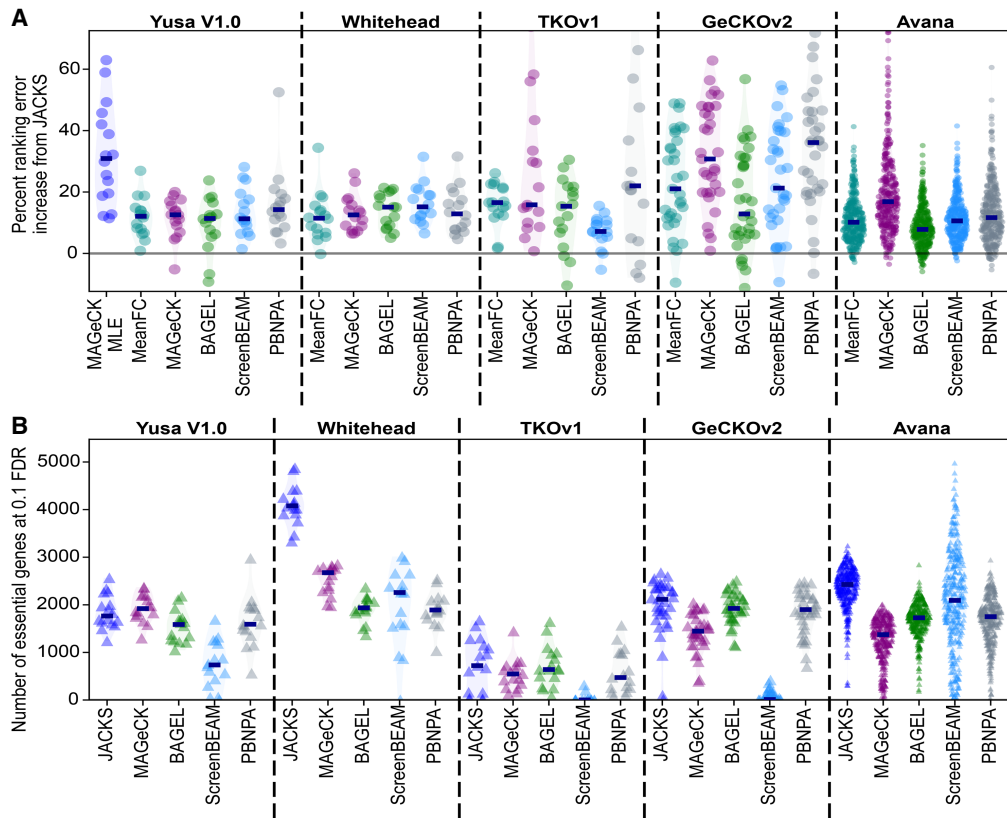 A
Yusa V1.0
Whitehead
TKOv1
GeCKOv2
Avana
Percent ranking error
increase from JACKS
60
40
20
0
MAGeCK
MLE
MeanFC
MAGeCK
BAGEL
ScreenBEAM
PBNPA
MeanFC
MAGeCK
BAGEL
ScreenBEAM
PBNPA
MeanFC
MAGeCK
BAGEL
ScreenBEAM
PBNPA
MeanFC
MAGeCK
BAGEL
ScreenBEAM
PBNPA
MeanFC
MAGeCK
BAGEL
ScreenBEAM
PBNPA
B
Yusa V1.0
Whitehead
TKOv1
GeCKOv2
Avana
Number of essential genes at 0.1 FDR
5000
4000
3000
2000
1000
0
JACKS
MAGeCK
BAGEL
ScreenBEAM
PBNPA
JACKS
MAGeCK
BAGEL
ScreenBEAM
PBNPA
JACKS
MAGeCK
BAGEL
ScreenBEAM
PBNPA
JACKS
MAGeCK
BAGEL
ScreenBEAM
PBNPA
JACKS
MAGeCK
BAGEL
ScreenBEAM
PBNPA